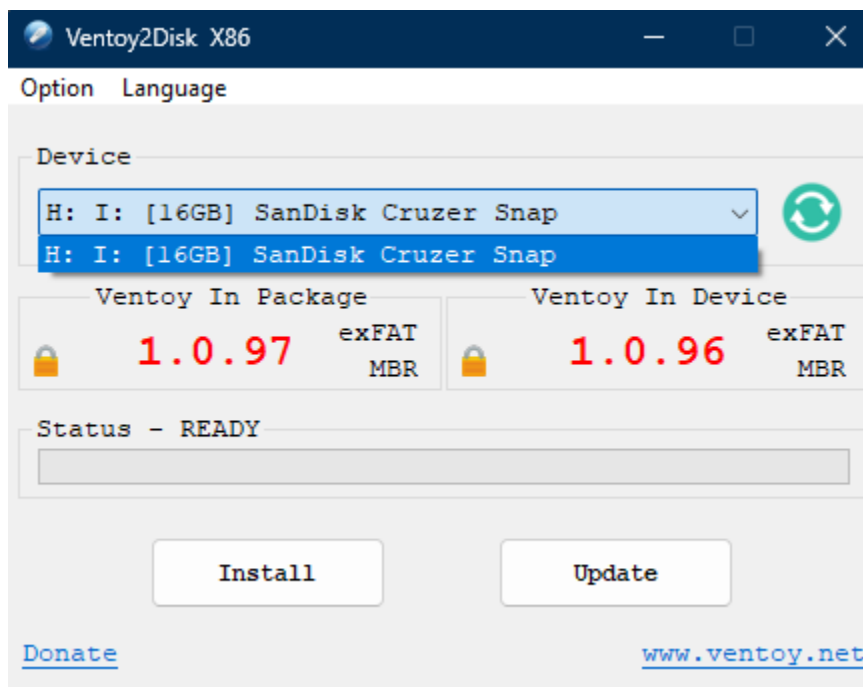 Ventoy2Disk X86
Option Language
Device
H: I: [16GB] SanDisk Cruzer Snap
H: I: [16GB] SanDisk Cruzer Snap
Ventoy In Package
1.0.97
exFAT
MBR
Ventoy In Device
1.0.96
exFAT
MBR
Status - READY
Install
Update
Donate
www.ventoy.net